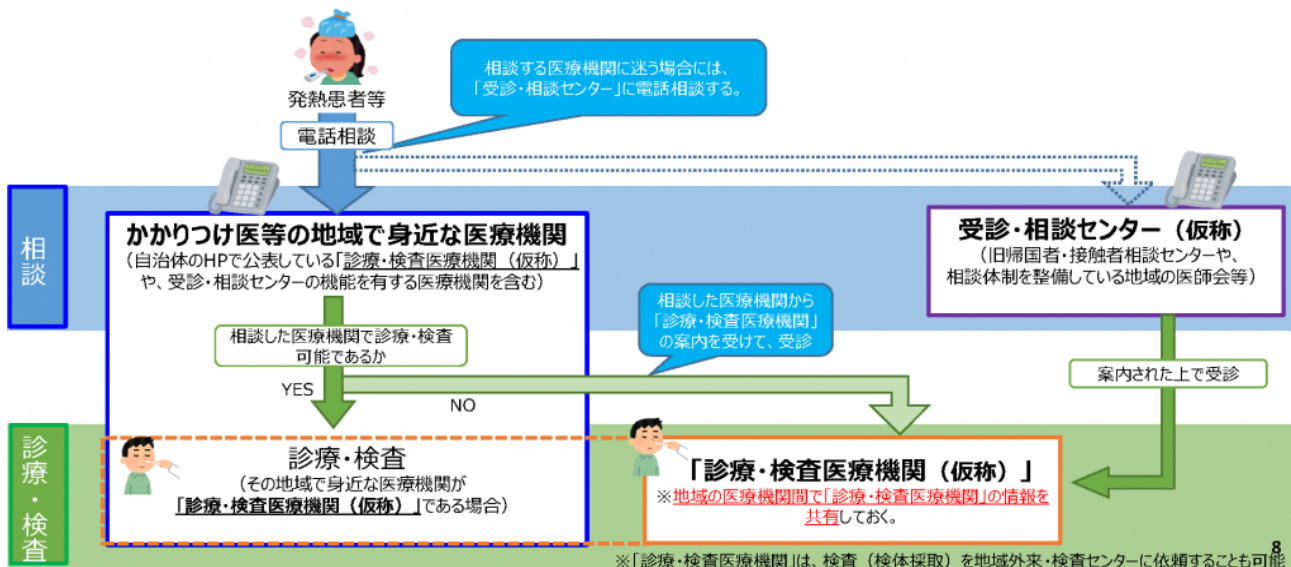 発熱患者等
電話相談
相談する医療機関に迷う場合には、
「受診・相談センター」に電話相談する。
相談
かかりつけ医等の地域で身近な医療機関
（自治体のHPで公表している「診療・検査医療機関（仮称）」
や、受診・相談センターの機能を有する医療機関を含む）
受診・相談センター（仮称）
（旧帰国者・接触者相談センターや、
相談体制を整備している地域の医師会等）
相談した医療機関で診療・検査
可能であるか
相談した医療機関から
「診療・検査医療機関」
の案内を受けて、受診
案内された上で受診
YES
NO
診療・検査
診療・検査
（その地域で身近な医療機関が
「診療・検査医療機関（仮称）」である場合）
「診療・検査医療機関（仮称）」
※地域の医療機関間で「診療・検査医療機関」の情報を
共有しておく。
※「診療・検査医療機関」は、検査（検体採取）を地域外来・検査センターに依頼することも可能
8